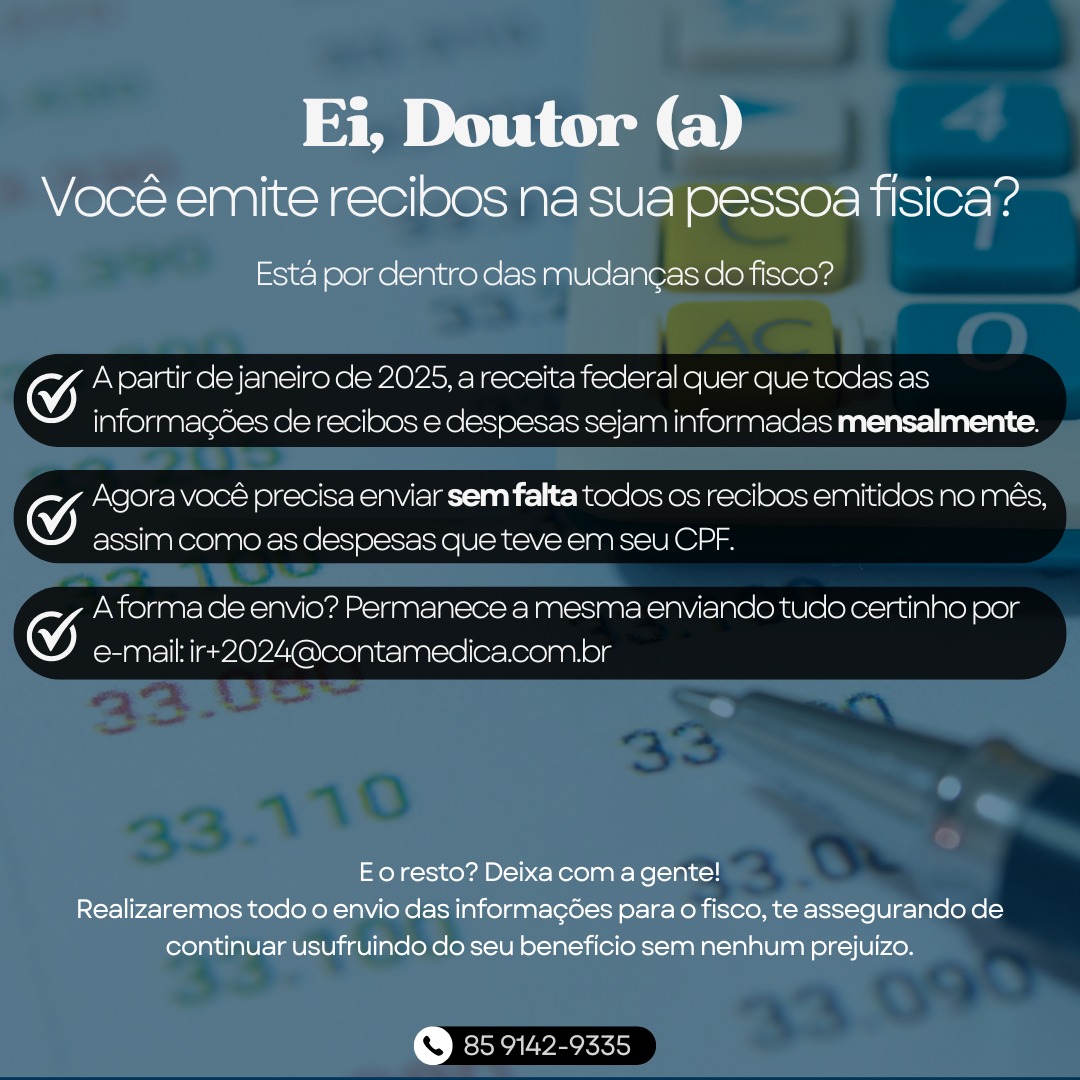 Ei, Doutor (a)
Você emite recibos na sua pessoa física?
Está por dentro das mudanças do fisco?
A partir de janeiro de 2025, a receita federal quer que todas as
informações de recibos e despesas sejam informadas mensalmente.
Agora você precisa enviar sem falta todos os recibos emitidos no mês,
assim como as despesas que teve em seu CPF.
A forma de envio? Permanece a mesma enviando tudo certinho por
e-mail: ir+2024@contamedica.com.br
33.110
E o resto? Deixa com a gente!
Realizaremos todo o envio das informações para o fisco, te assegurando de
continuar usufruindo do seu benefício sem nenhum prejuízo.
33.090
85 9142-9335